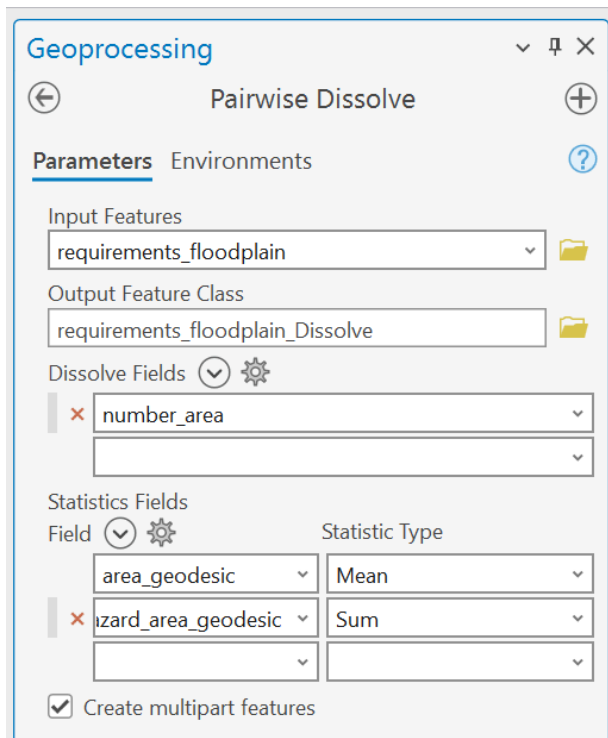 Geoprocessing
Pairwise Dissolve
Parameters Environments
Input Features
requirements_floodplain
Output Feature Class
requirements_floodplain_Dissolve
Dissolve Fields
number_area
Statistics Fields
Field Statistic Type
area_geodesic Mean
azard_area_geodesic Sum
Create multipart features